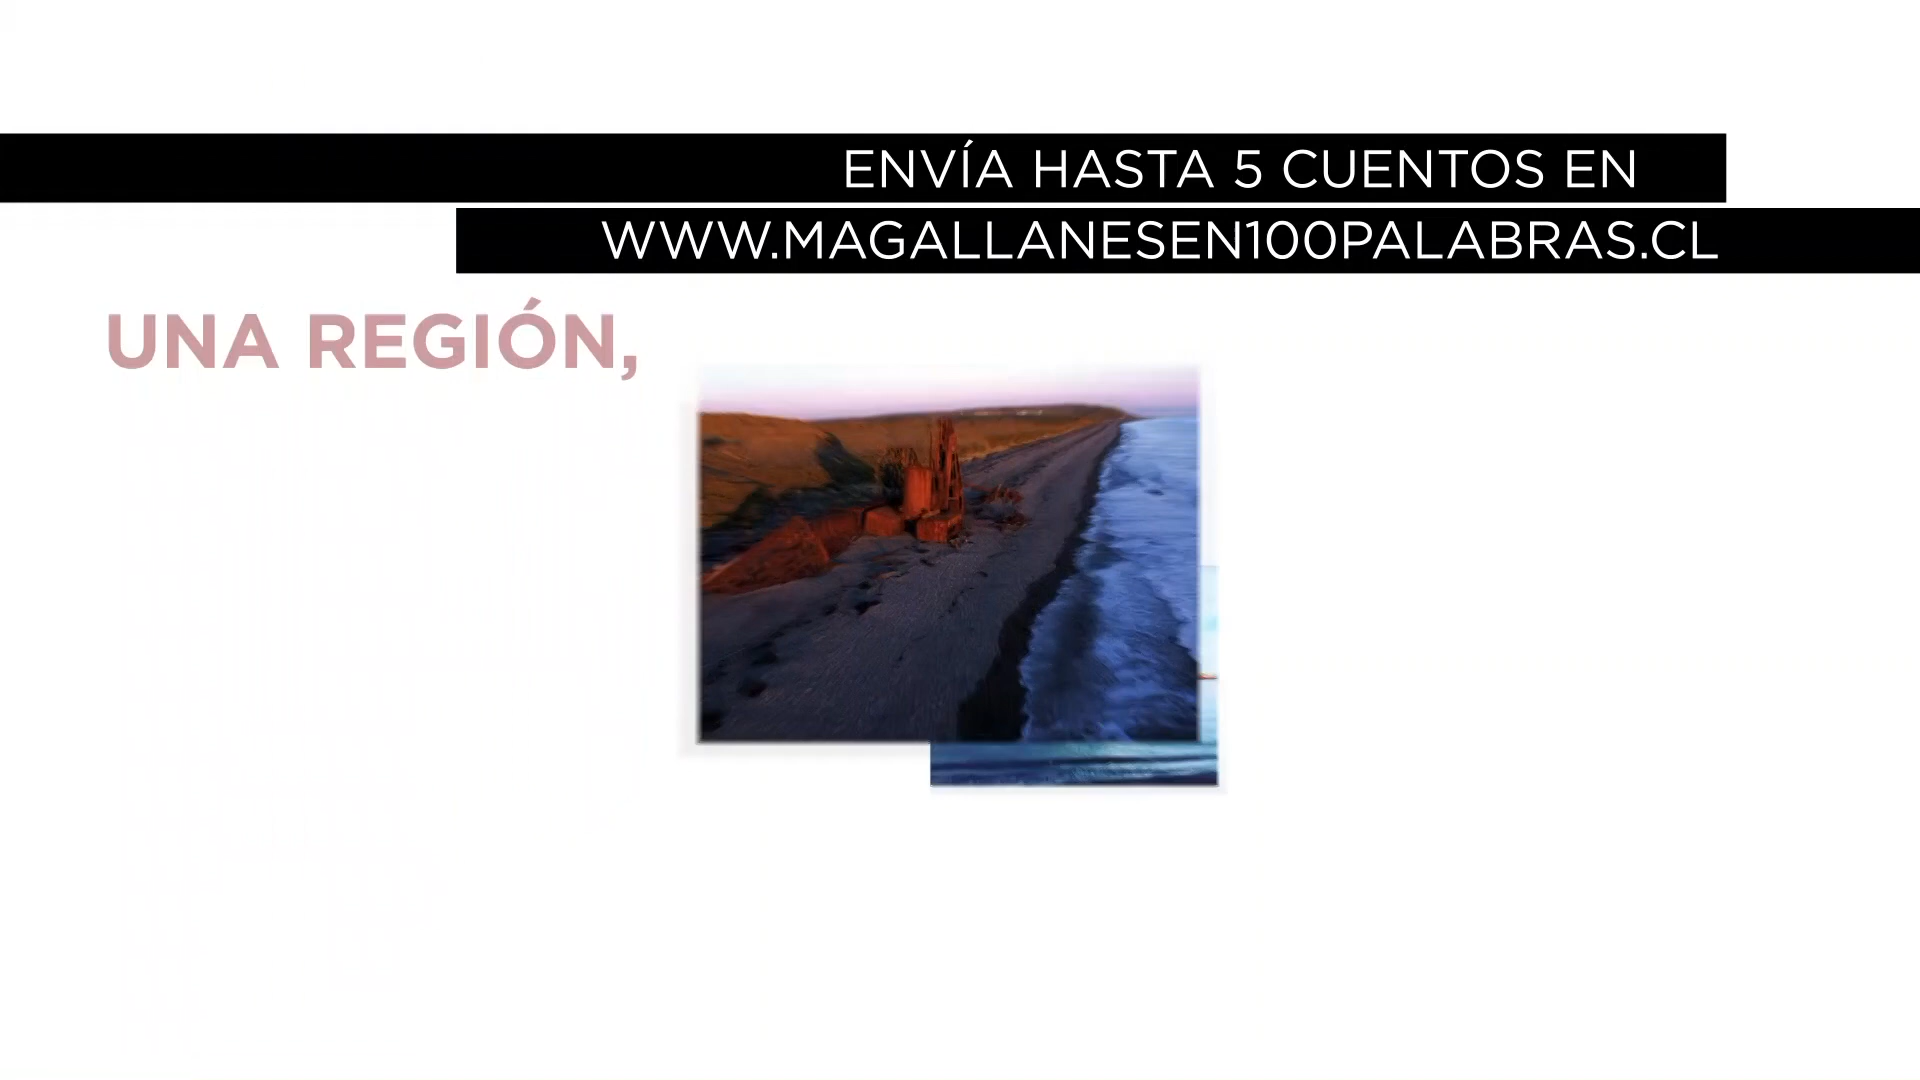 ENVÍA HASTA 5 CUENTOS EN
WWW.MAGALLANESEN100PALABRAS.CL
UNA REGIÓN,